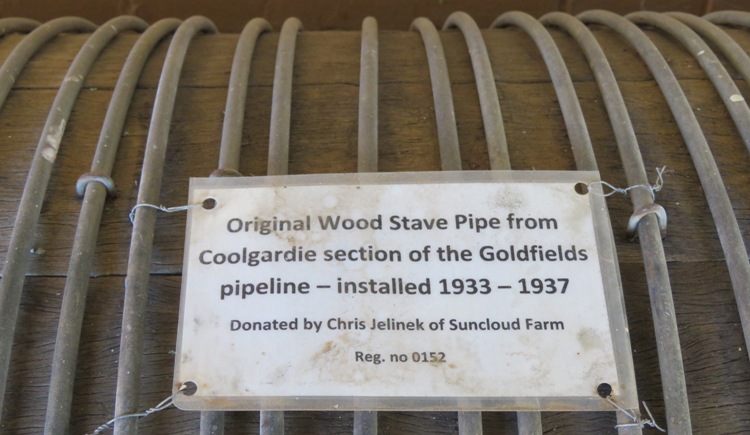 Original Wood Stave Pipe from
Coolgardie section of the Goldfields
pipeline – installed 1933 – 1937
Donated by Chris Jelinek of Suncloud Farm
Reg. no 0152